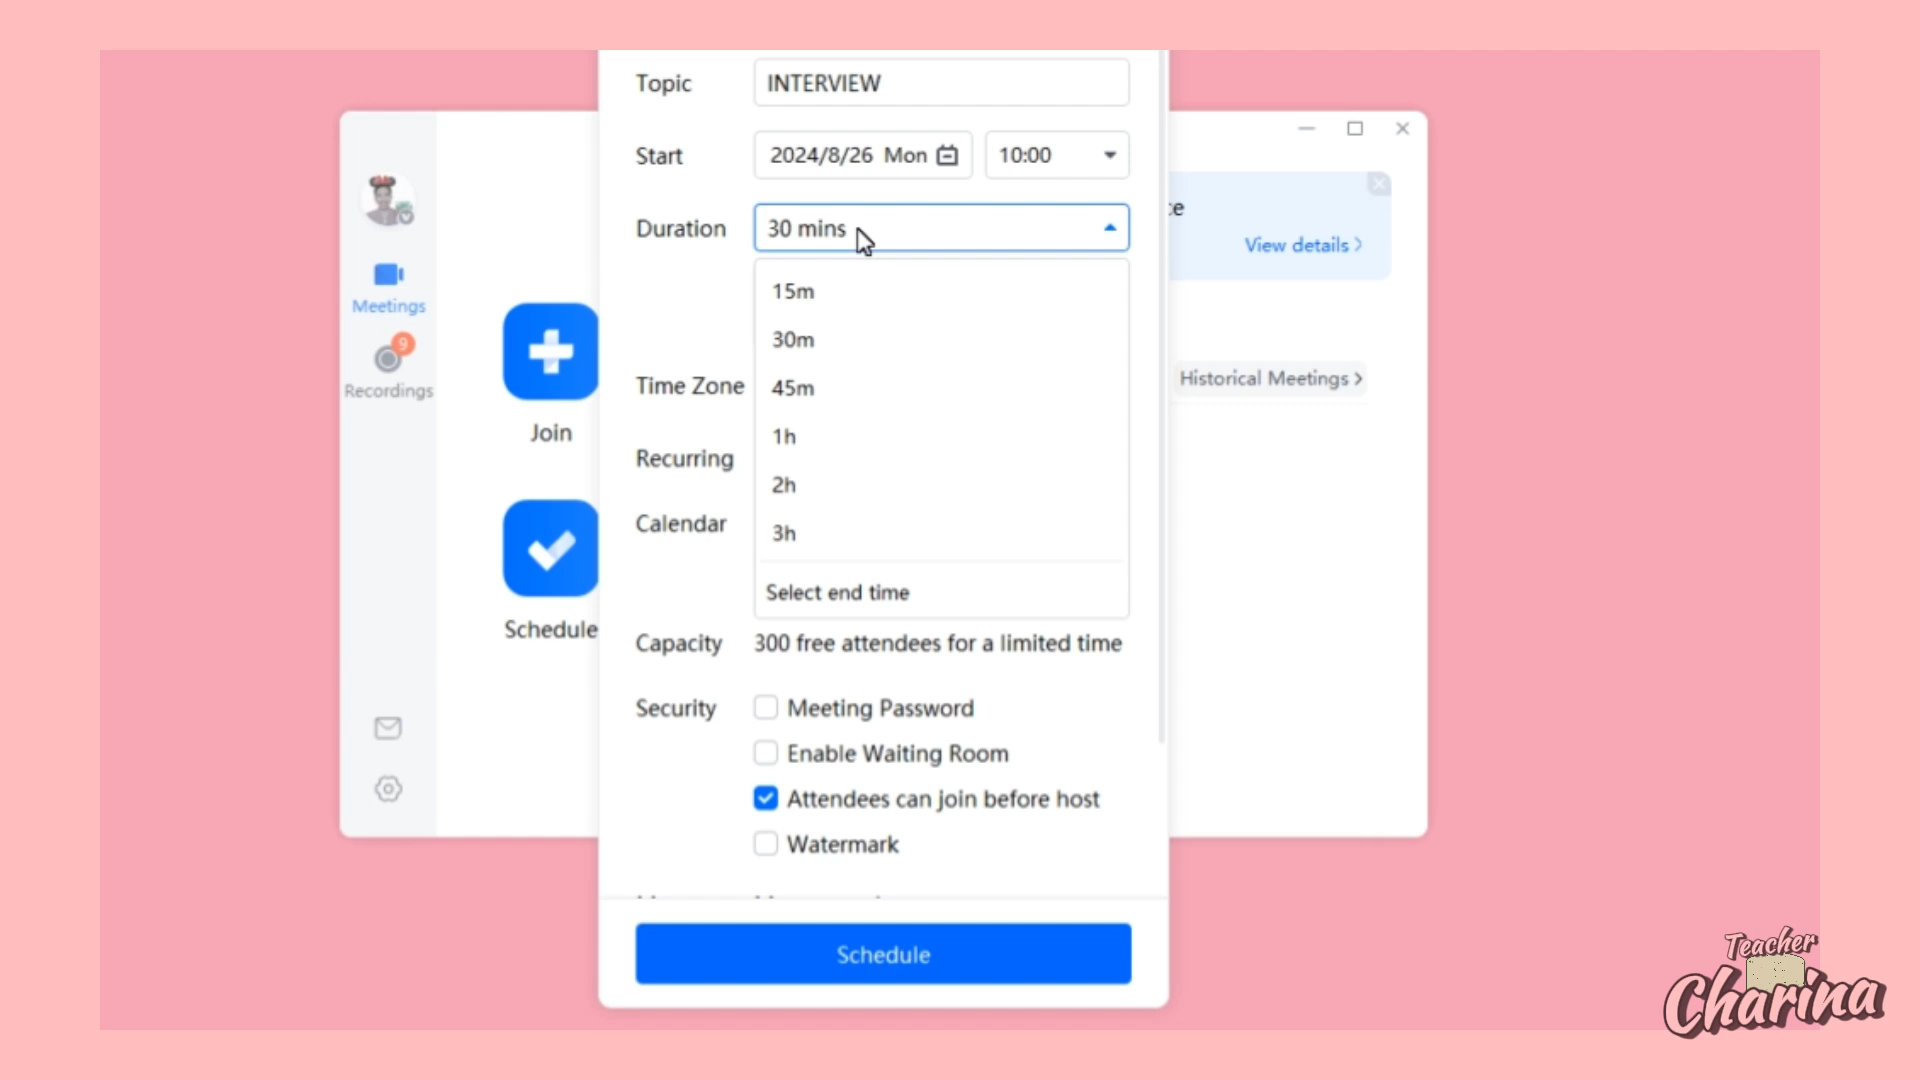 Topic
INTERVIEW
Start
2024/8/26 Mon
10:00
Duration
30 mins
15m
30m
45m
1h
2h
3h
Select end time
Time Zone
Recurring
Calendar
Capacity
300 free attendees for a limited time
Security
Meeting Password
Enable Waiting Room
Attendees can join before host
Watermark
Schedule
Meetings
9
Recordings
Join
Schedule
View details
Historical Meetings
Teacher
Charina